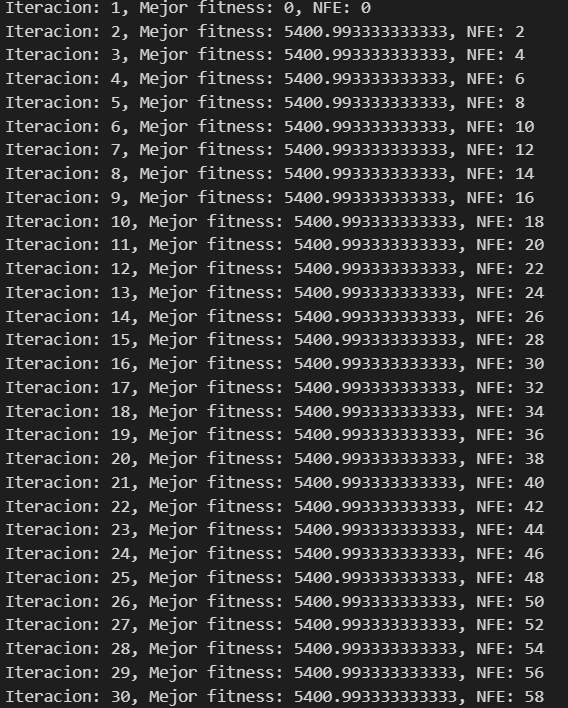 Iteracion: 1, Mejor fitness: 0, NFE: 0
Iteracion: 2, Mejor fitness: 5400.993333333333, NFE: 2
Iteracion: 3, Mejor fitness: 5400.993333333333, NFE: 4
Iteracion: 4, Mejor fitness: 5400.993333333333, NFE: 6
Iteracion: 5, Mejor fitness: 5400.993333333333, NFE: 8
Iteracion: 6, Mejor fitness: 5400.993333333333, NFE: 10
Iteracion: 7, Mejor fitness: 5400.993333333333, NFE: 12
Iteracion: 8, Mejor fitness: 5400.993333333333, NFE: 14
Iteracion: 9, Mejor fitness: 5400.993333333333, NFE: 16
Iteracion: 10, Mejor fitness: 5400.993333333333, NFE: 18
Iteracion: 11, Mejor fitness: 5400.993333333333, NFE: 20
Iteracion: 12, Mejor fitness: 5400.993333333333, NFE: 22
Iteracion: 13, Mejor fitness: 5400.993333333333, NFE: 24
Iteracion: 14, Mejor fitness: 5400.993333333333, NFE: 26
Iteracion: 15, Mejor fitness: 5400.993333333333, NFE: 28
Iteracion: 16, Mejor fitness: 5400.993333333333, NFE: 30
Iteracion: 17, Mejor fitness: 5400.993333333333, NFE: 32
Iteracion: 18, Mejor fitness: 5400.993333333333, NFE: 34
Iteracion: 19, Mejor fitness: 5400.993333333333, NFE: 36
Iteracion: 20, Mejor fitness: 5400.993333333333, NFE: 38
Iteracion: 21, Mejor fitness: 5400.993333333333, NFE: 40
Iteracion: 22, Mejor fitness: 5400.993333333333, NFE: 42
Iteracion: 23, Mejor fitness: 5400.993333333333, NFE: 44
Iteracion: 24, Mejor fitness: 5400.993333333333, NFE: 46
Iteracion: 25, Mejor fitness: 5400.993333333333, NFE: 48
Iteracion: 26, Mejor fitness: 5400.993333333333, NFE: 50
Iteracion: 27, Mejor fitness: 5400.993333333333, NFE: 52
Iteracion: 28, Mejor fitness: 5400.993333333333, NFE: 54
Iteracion: 29, Mejor fitness: 5400.993333333333, NFE: 56
Iteracion: 30, Mejor fitness: 5400.993333333333, NFE: 58